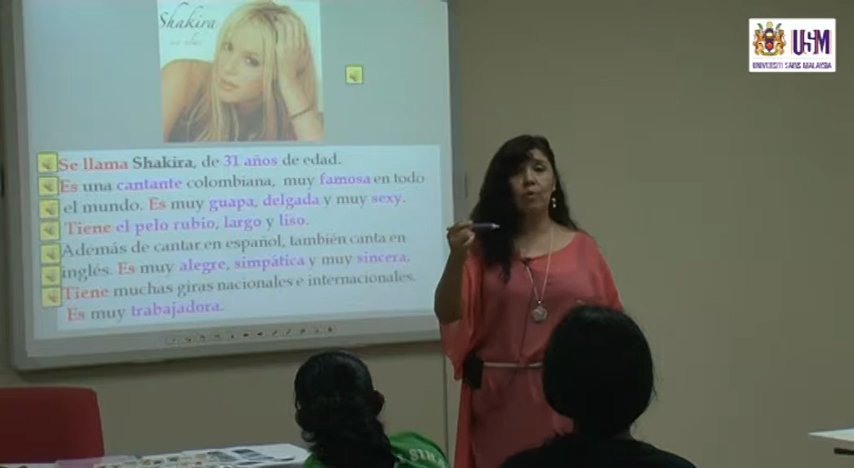 Shakira
USM
UNIVERSITI SAINS MALAYSIA
Se llama Shakira, de 31 años de edad.
Es una cantante colombiana, muy famosa en todo
el mundo. Es muy guapa, delgada y muy sexy.
Tiene el pelo rubio, largo y liso.
Además de cantar en español, también canta en
inglés. Es muy alegre, simpática y muy sincera.
Tiene muchas giras nacionales e internacionales.
Es muy trabajadora.